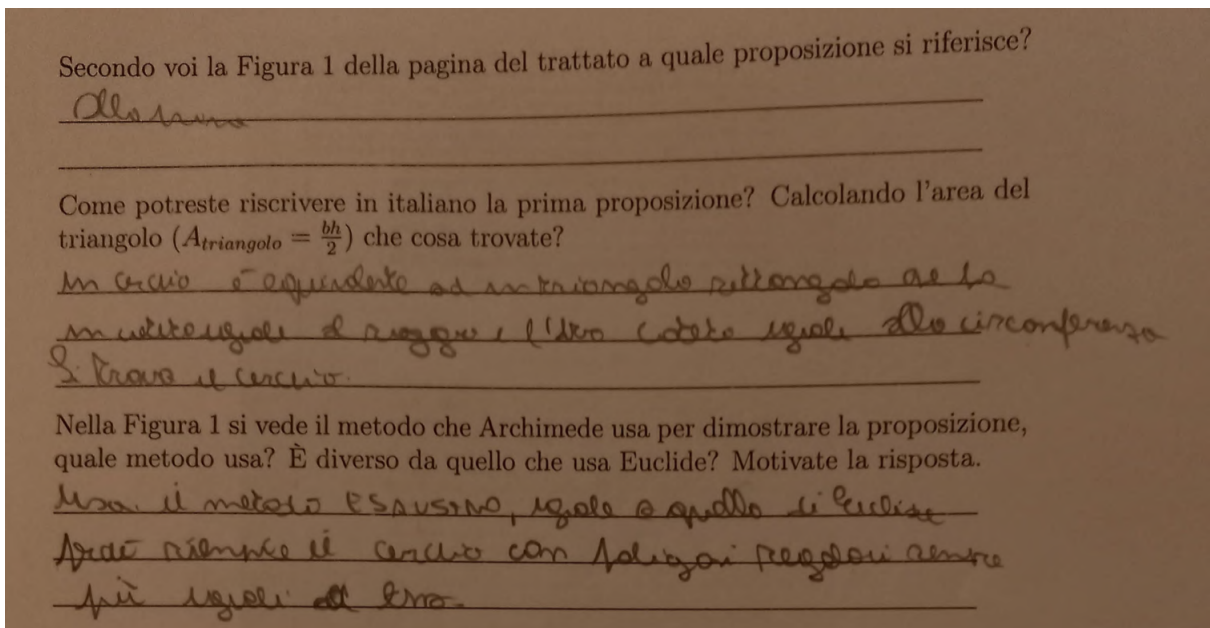 Secondo voi la Figura 1 della pagina del trattato a quale proposizione si riferisce?
Alla prima
Come potreste riscrivere in italiano la prima proposizione? Calcolando l'area del
triangolo (A_triangolo = bh/2) che cosa trovate?
un cerchio è equivalente ad un triangolo rettangolo che ha
un cateto uguale al raggio e l'altro cateto uguale alla circonferenza
Si trova il cerchio.
Nella Figura 1 si vede il metodo che Archimede usa per dimostrare la proposizione,
quale metodo usa? È diverso da quello che usa Euclide? Motivate la risposta.
Usa il metodo ESAUSTIVO, uguale a quello di Euclide
riempie il cerchio con poligoni regolari sempre
più uguali